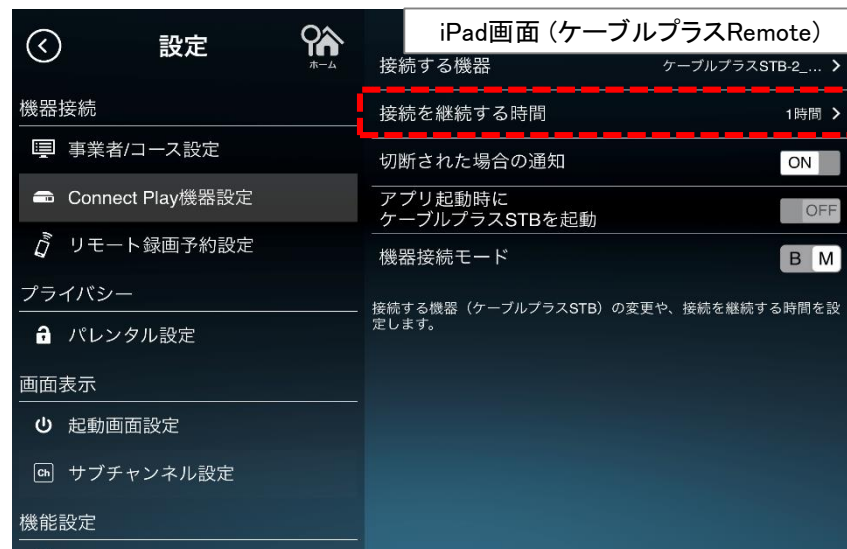 iPad画面（ケーブルプラスRemote）
設定
ホーム
機器接続
事業者/コース設定
Connect Play機器設定
リモート録画予約設定
プライバシー
パレンタル設定
画面表示
起動画面設定
Ch サブチャンネル設定
機能設定
接続する機器 ケーブルプラスSTB-2_...
接続を継続する時間 1時間
切断された場合の通知 ON
アプリ起動時に
ケーブルプラスSTBを起動 OFF
機器接続モード B M
接続する機器（ケーブルプラスSTB）の変更や、接続を継続する時間を設
定します。